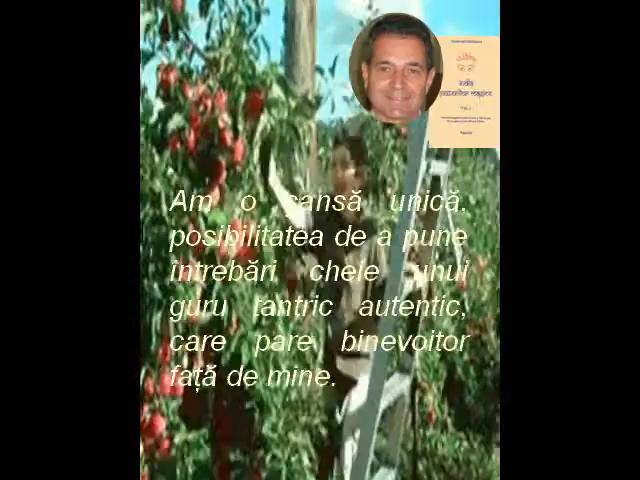 Am o şansă unică,
posibilitatea de a pune
întrebări cheie unui
guru tantric autentic,
care pare binevoitor
faţă de mine.